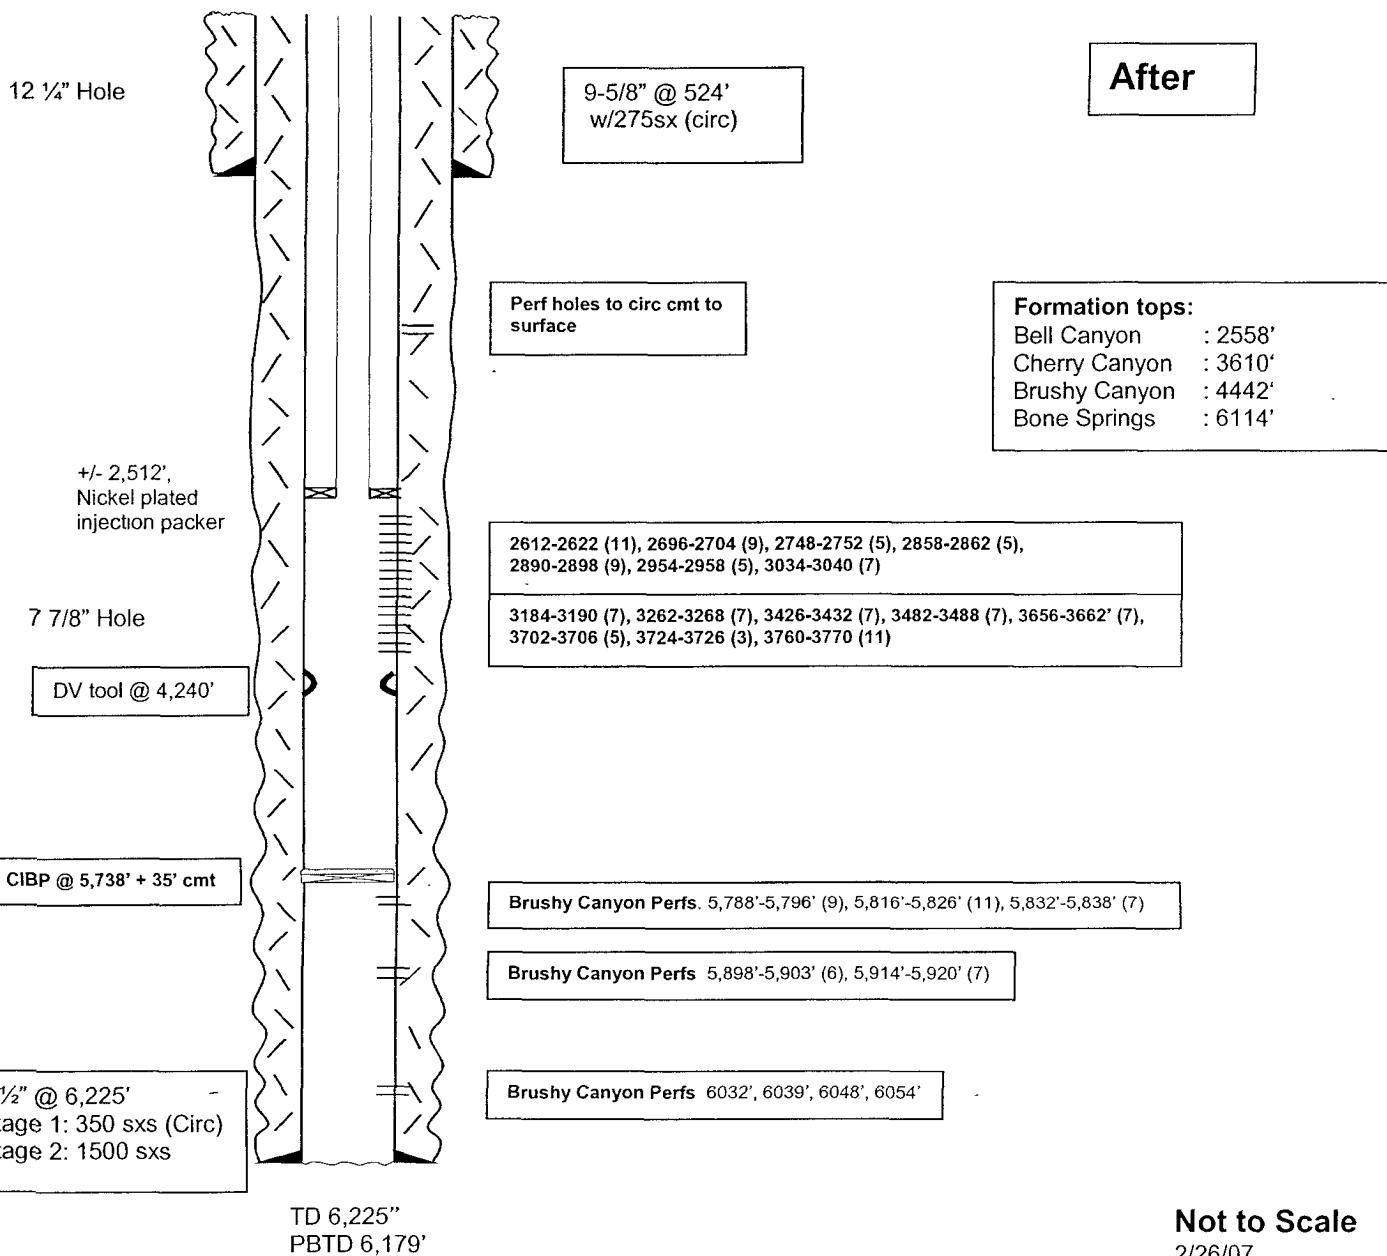 12 ¼" Hole
9-5/8" @ 524'
w/275sx (circ)
After
Perf holes to circ cmt to
surface
Formation tops:
Bell Canyon : 2558'
Cherry Canyon : 3610'
Brushy Canyon : 4442'
Bone Springs : 6114'
+/- 2,512',
Nickel plated
injection packer
2612-2622 (11), 2696-2704 (9), 2748-2752 (5), 2858-2862 (5),
2890-2898 (9), 2954-2958 (5), 3034-3040 (7)
7 7/8" Hole
3184-3190 (7), 3262-3268 (7), 3426-3432 (7), 3482-3488 (7), 3656-3662' (7),
3702-3706 (5), 3724-3726 (3), 3760-3770 (11)
DV tool @ 4,240'
CIBP @ 5,738' + 35' cmt
Brushy Canyon Perfs. 5,788'-5,796' (9), 5,816'-5,826' (11), 5,832'-5,838' (7)
Brushy Canyon Perfs 5,898'-5,903' (6), 5,914'-5,920' (7)
½" @ 6,225'
tage 1: 350 sxs (Circ)
tage 2: 1500 sxs
Brushy Canyon Perfs 6032', 6039', 6048', 6054'
TD 6,225"
PBTD 6,179'
Not to Scale
2/26/07